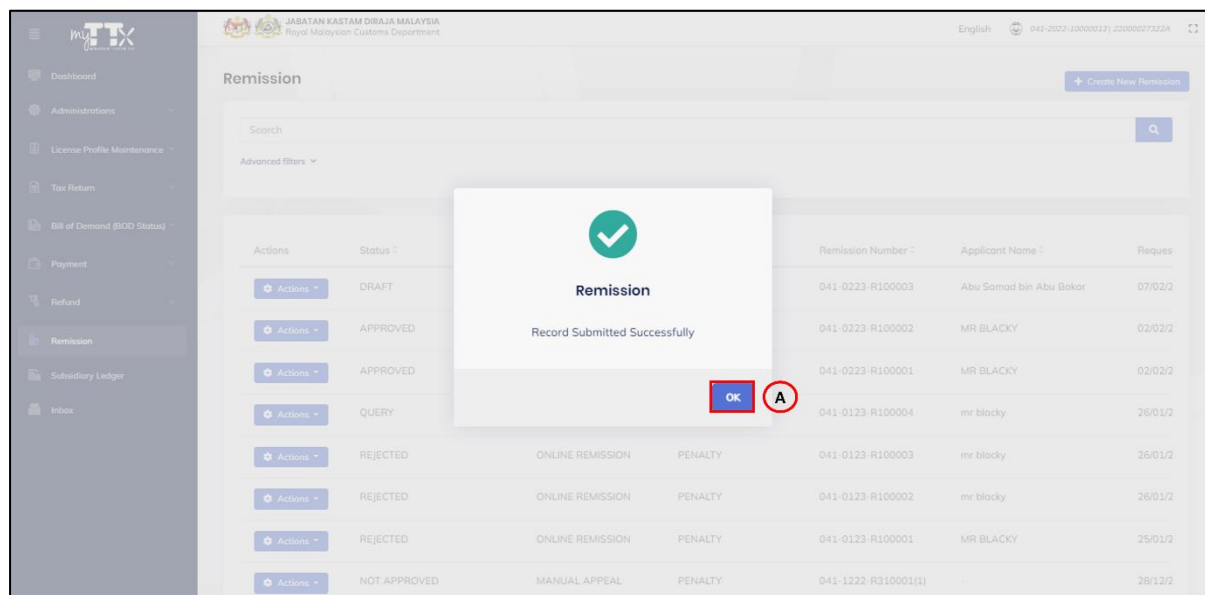 myTTx
JABATAN KASTAM DIRAJA MALAYSIA
Royal Malaysian Customs Department
English
041-2022-10000013| 22000027322A
Dashboard
Administrations
License Profile Maintenance
Tax Return
Bill of Demand (BOD Status)
Payment
Refund
Remission
Subsidiary Ledger
Inbox
Remission
+ Create New Remission
Search
Advanced filters
Actions Status Remission Number Applicant Name Reques
Actions DRAFT 041-0223-R100003 Abu Samad bin Abu Bakar 07/02/2
Actions APPROVED 041-0223-R100002 MR BLACKY 02/02/2
Actions APPROVED 041-0223-R100001 MR BLACKY 02/02/2
Actions QUERY 041-0123-R100004 mr blacky 26/01/2
Actions REJECTED ONLINE REMISSION PENALTY 041-0123-R100003 mr blacky 26/01/2
Actions REJECTED ONLINE REMISSION PENALTY 041-0123-R100002 mr blacky 26/01/2
Actions REJECTED ONLINE REMISSION PENALTY 041-0123-R100001 MR BLACKY 25/01/2
Actions NOT APPROVED MANUAL APPEAL PENALTY 041-1222-R310001(1) - 28/12/2
Remission
Record Submitted Successfully
OK
A